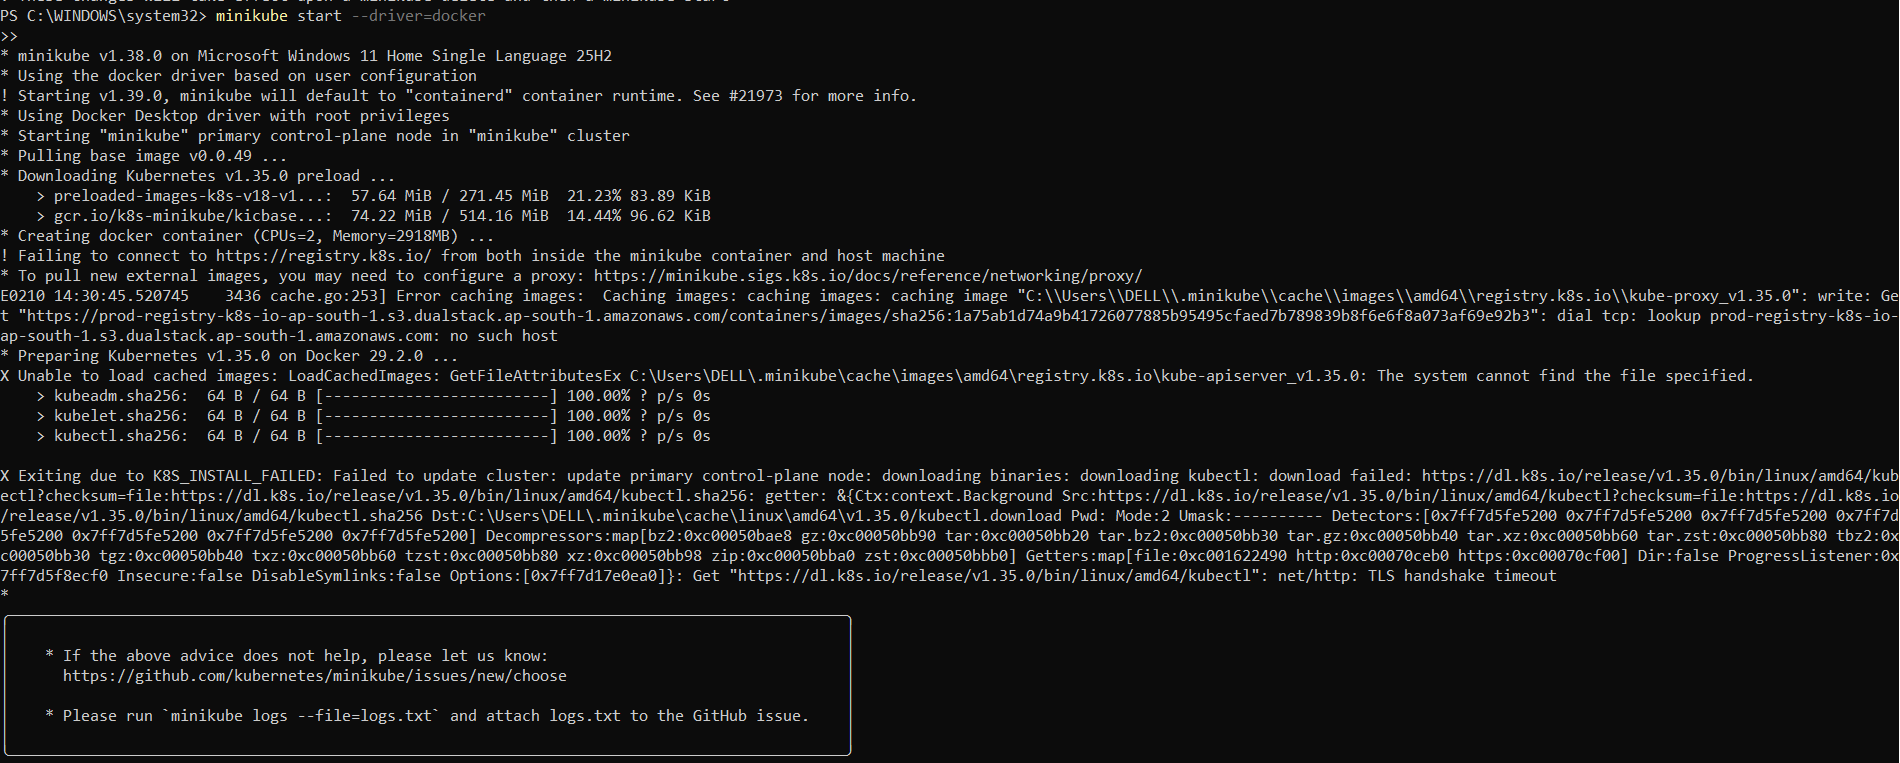 PS C:\WINDOWS\system32> minikube start --driver=docker
>>
* minikube v1.38.0 on Microsoft Windows 11 Home Single Language 25H2
* Using the docker driver based on user configuration
! Starting v1.39.0, minikube will default to "containerd" container runtime. See #21973 for more info.
* Using Docker Desktop driver with root privileges
* Starting "minikube" primary control-plane node in "minikube" cluster
* Pulling base image v0.0.49 ...
* Downloading Kubernetes v1.35.0 preload ...
    > preloaded-images-k8s-v18-v1...:  57.64 MiB / 271.45 MiB  21.23% 83.89 KiB
    > gcr.io/k8s-minikube/kicbase...:  74.22 MiB / 514.16 MiB  14.44% 96.62 KiB
* Creating docker container (CPUs=2, Memory=2918MB) ...
! Failing to connect to https://registry.k8s.io/ from both inside the minikube container and host machine
* To pull new external images, you may need to configure a proxy: https://minikube.sigs.k8s.io/docs/reference/networking/proxy/
E0210 14:30:45.520745    3436 cache.go:253] Error caching images:  Caching images: caching images: caching image "C:\\Users\\DELL\\.minikube\\cache\\images\\amd64\\registry.k8s.io\\kube-proxy_v1.35.0": write: Ge
t "https://prod-registry-k8s-io-ap-south-1.s3.dualstack.ap-south-1.amazonaws.com/containers/images/sha256:1a75ab1d74a9b41726077885b95495cfaed7b789839b8f6e6f8a073af69e92b3": dial tcp: lookup prod-registry-k8s-io-
ap-south-1.s3.dualstack.ap-south-1.amazonaws.com: no such host
* Preparing Kubernetes v1.35.0 on Docker 29.2.0 ...
X Unable to load cached images: LoadCachedImages: GetFileAttributesEx C:\Users\DELL\.minikube\cache\images\amd64\registry.k8s.io\kube-apiserver_v1.35.0: The system cannot find the file specified.
    > kubeadm.sha256:  64 B / 64 B [-------------------------] 100.00% ? p/s 0s
    > kubelet.sha256:  64 B / 64 B [-------------------------] 100.00% ? p/s 0s
    > kubectl.sha256:  64 B / 64 B [-------------------------] 100.00% ? p/s 0s
X Exiting due to K8S_INSTALL_FAILED: Failed to update cluster: update primary control-plane node: downloading binaries: downloading kubectl: download failed: https://dl.k8s.io/release/v1.35.0/bin/linux/amd64/kub
ectl?checksum=file:https://dl.k8s.io/release/v1.35.0/bin/linux/amd64/kubectl.sha256: getter: &{Ctx:context.Background Src:https://dl.k8s.io/release/v1.35.0/bin/linux/amd64/kubectl?checksum=file:https://dl.k8s.io
/release/v1.35.0/bin/linux/amd64/kubectl.sha256 Dst:C:\Users\DELL\.minikube\cache\linux\amd64\v1.35.0/kubectl.download Pwd: Mode:2 Umask:---------- Detectors:[0x7ff7d5fe5200 0x7ff7d5fe5200 0x7ff7d5fe5200 0x7ff7d
5fe5200 0x7ff7d5fe5200 0x7ff7d5fe5200] Decompressors:map[bz2:0xc00050bae8 gz:0xc00050bb90 tar:0xc00050bb20 tar.bz2:0xc00050bb30 tar.gz:0xc00050bb40 tar.xz:0xc00050bb60 tar.zst:0xc00050bb80 tbz2:0x
c00050bb30 tgz:0xc00050bb40 txz:0xc00050bb60 tzst:0xc00050bb80 xz:0xc00050bb98 zip:0xc00050bba0 zst:0xc00050bbb0] Getters:map[file:0xc001622490 http:0xc00070ceb0 https:0xc00070cf00] Dir:false ProgressListener:0x
7ff7d5f8ecf0 Insecure:false DisableSymlinks:false Options:[0x7ff7d17e0ea0]}: Get "https://dl.k8s.io/release/v1.35.0/bin/linux/amd64/kubectl": net/http: TLS handshake timeout
*
* If the above advice does not help, please let us know:
https://github.com/kubernetes/minikube/issues/new/choose
* Please run `minikube logs --file=logs.txt` and attach logs.txt to the GitHub issue.